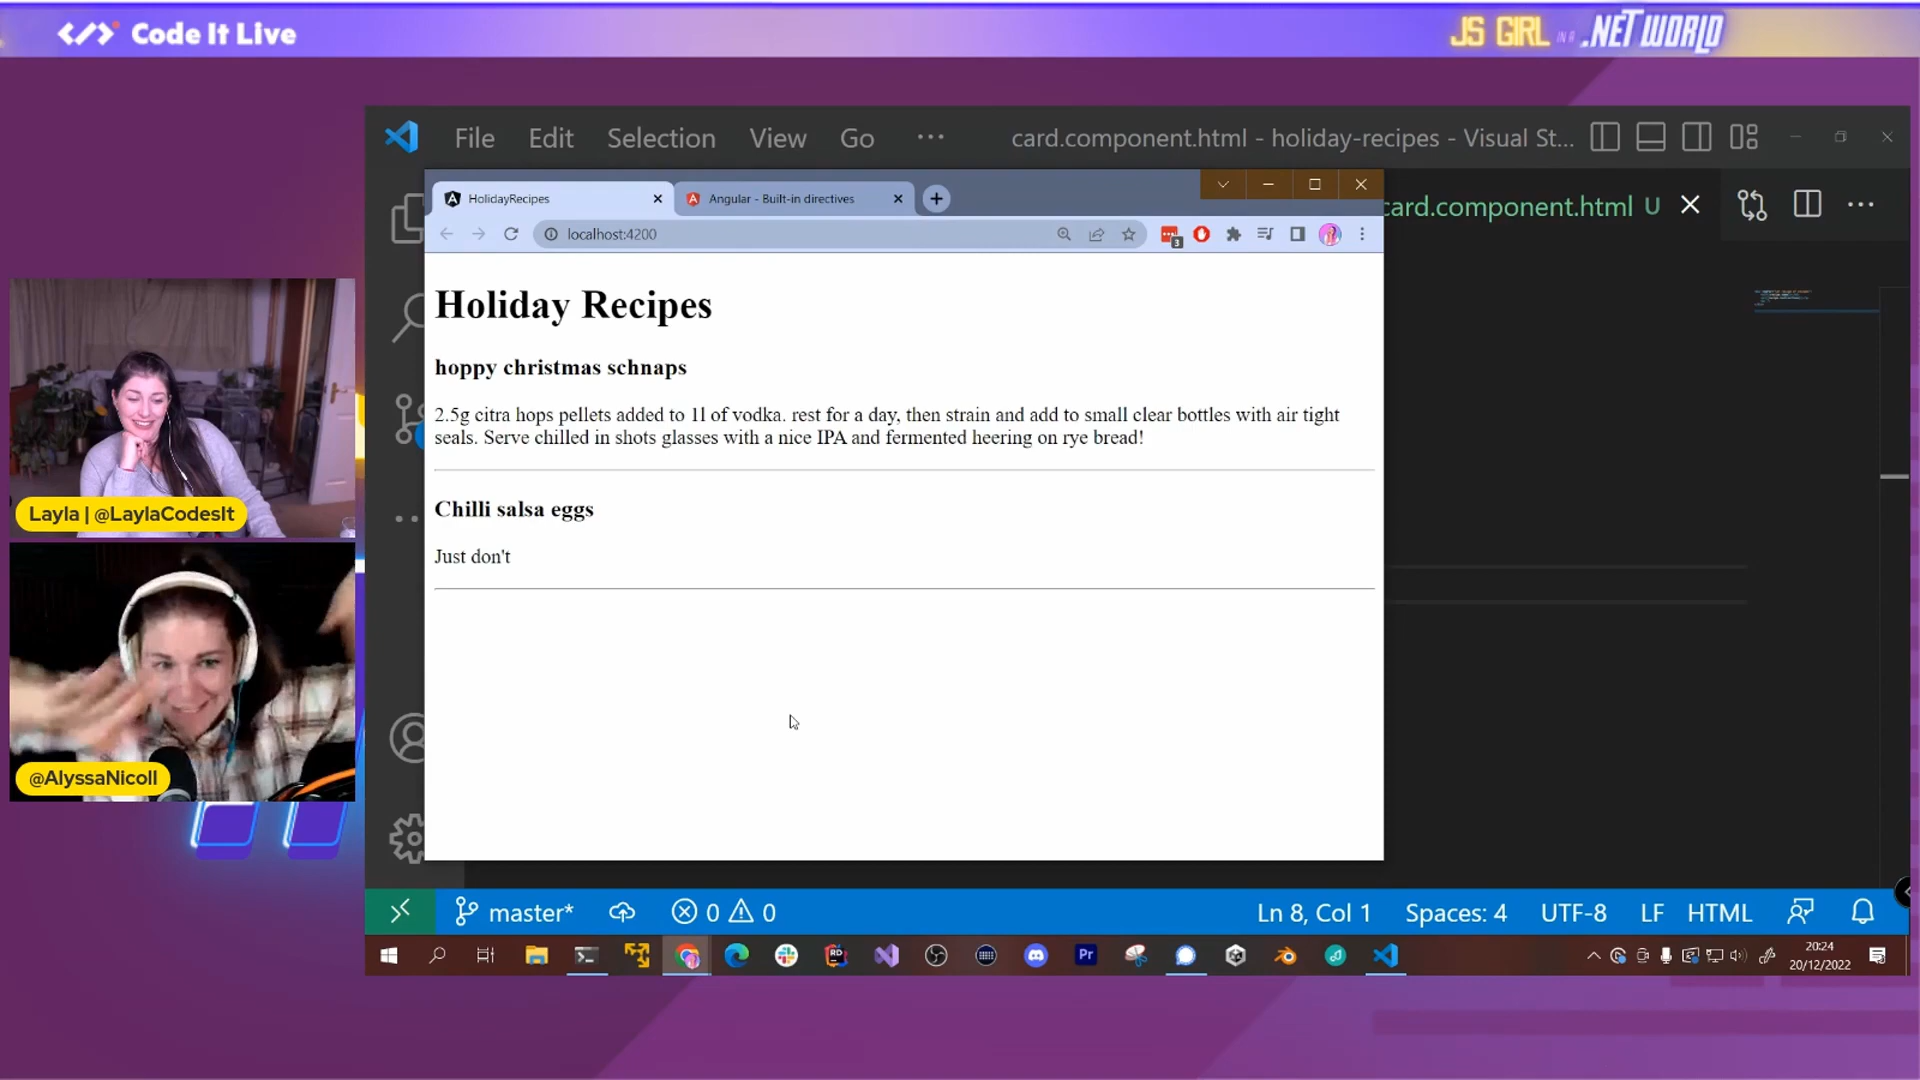 Code It Live
JS GIRL IN A .NET WORLD
File Edit Selection View Go ··· card.component.html - holiday-recipes - Visual St...
HolidayRecipes
Angular - Built-in directives
card.component.html U
localhost:4200
3
Holiday Recipes
hoppy christmas schnaps
2.5g citra hops pellets added to 1l of vodka. rest for a day, then strain and add to small clear bottles with air tight
seals. Serve chilled in shots glasses with a nice IPA and fermented heering on rye bread!
Chilli salsa eggs
Just don't
Layla | @LaylaCodesIt
@AlyssaNicoll
master* 0 0 Ln 8, Col 1 Spaces: 4 UTF-8 LF HTML
RD
Pr
20:24
20/12/2022